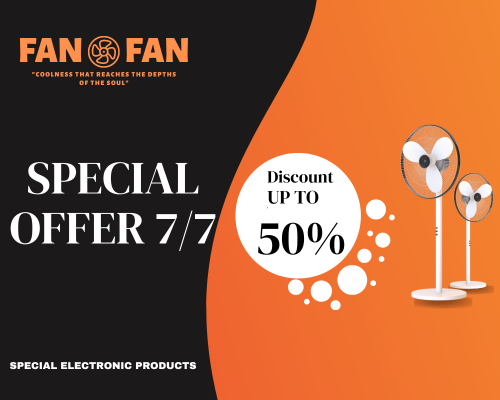 FAN FAN
"COOLNESS THAT REACHES THE DEPTHS
OF THE SOUL"
SPECIAL
OFFER 7/7
Discount
UP TO
50%
SPECIAL ELECTRONIC PRODUCTS